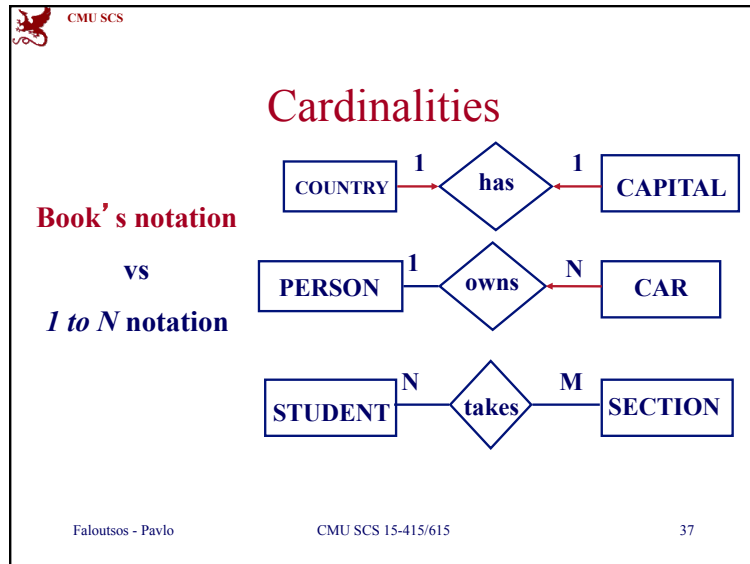 CMU SCS
Cardinalities
1 1
COUNTRY has CAPITAL
Book's notation
vs
1 to N notation
1 N
PERSON owns CAR
N M
STUDENT takes SECTION
Faloutsos - Pavlo CMU SCS 15-415/615 37